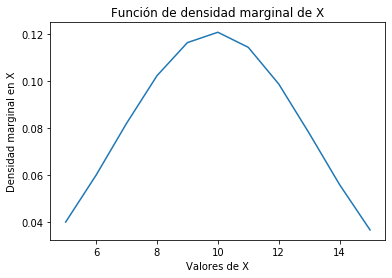 Función de densidad marginal de X
Densidad marginal en X
0.12
0.10
0.08
0.06
0.04
6 8 10 12 14
Valores de X